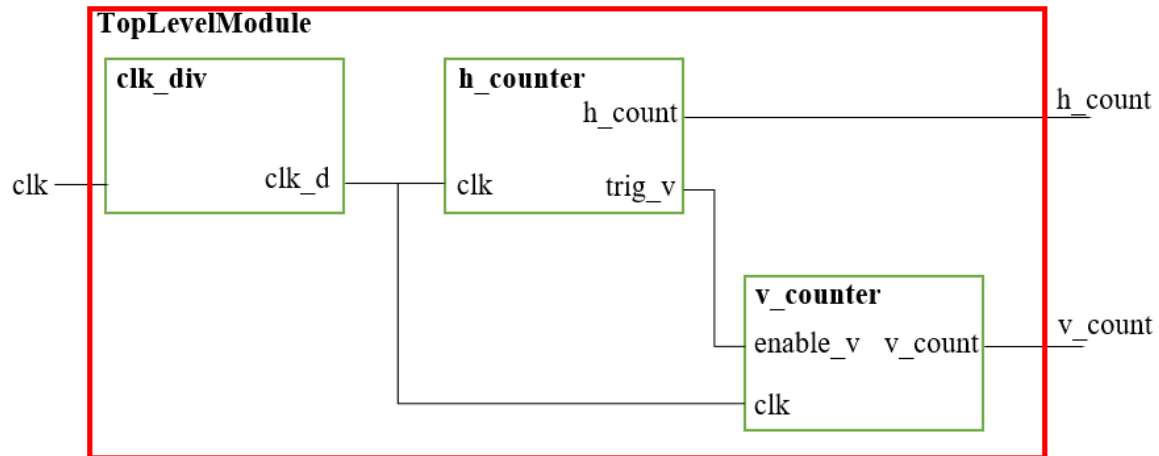 TopLevelModule
clk_div
h_counter
h_count
h_count
clk
clk_d
clk
trig_v
v_counter
v_count
enable_v v_count
clk